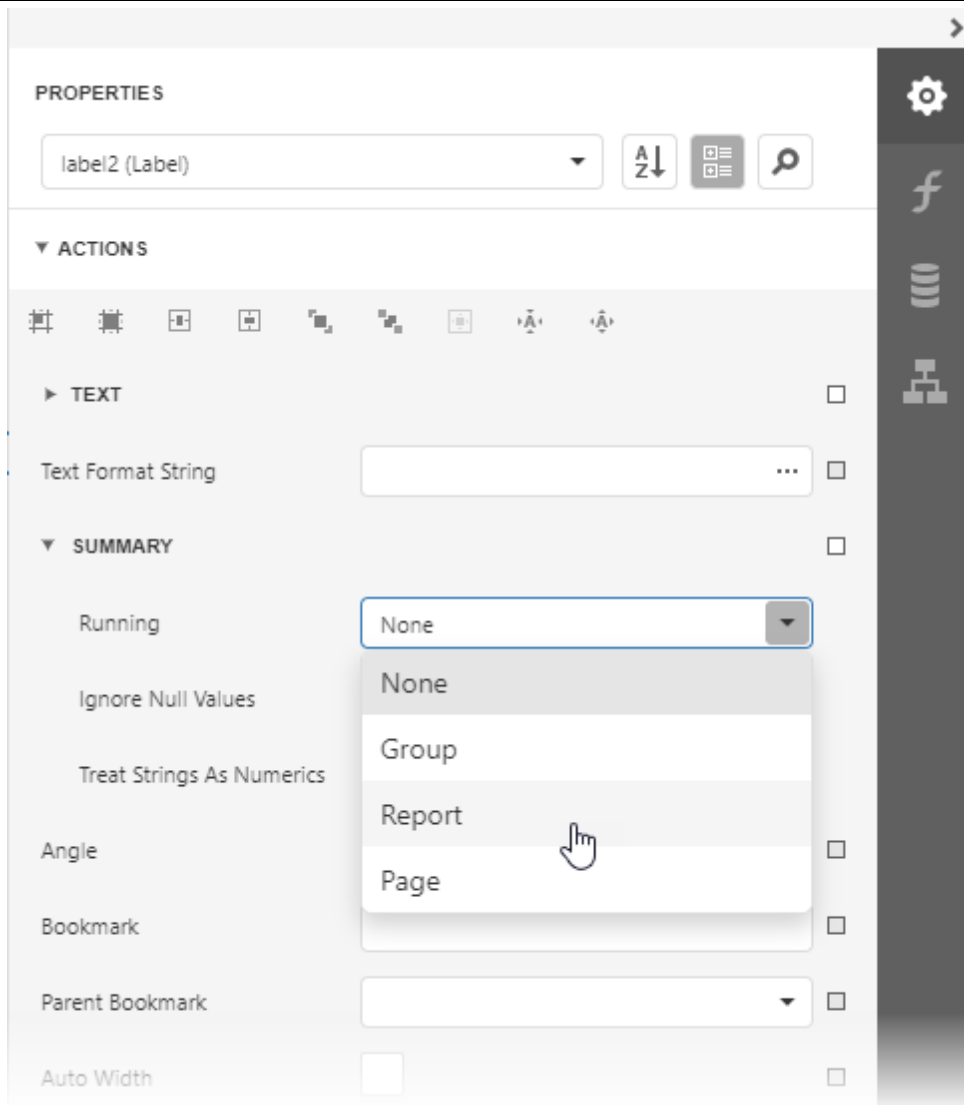 PROPERTIES
label2 (Label)
A
Z
f
ACTIONS
A
A
TEXT
Text Format String
...
SUMMARY
Running
None
None
Ignore Null Values
Group
Treat Strings As Numerics
Report
Angle
Page
Bookmark
Parent Bookmark
Auto Width